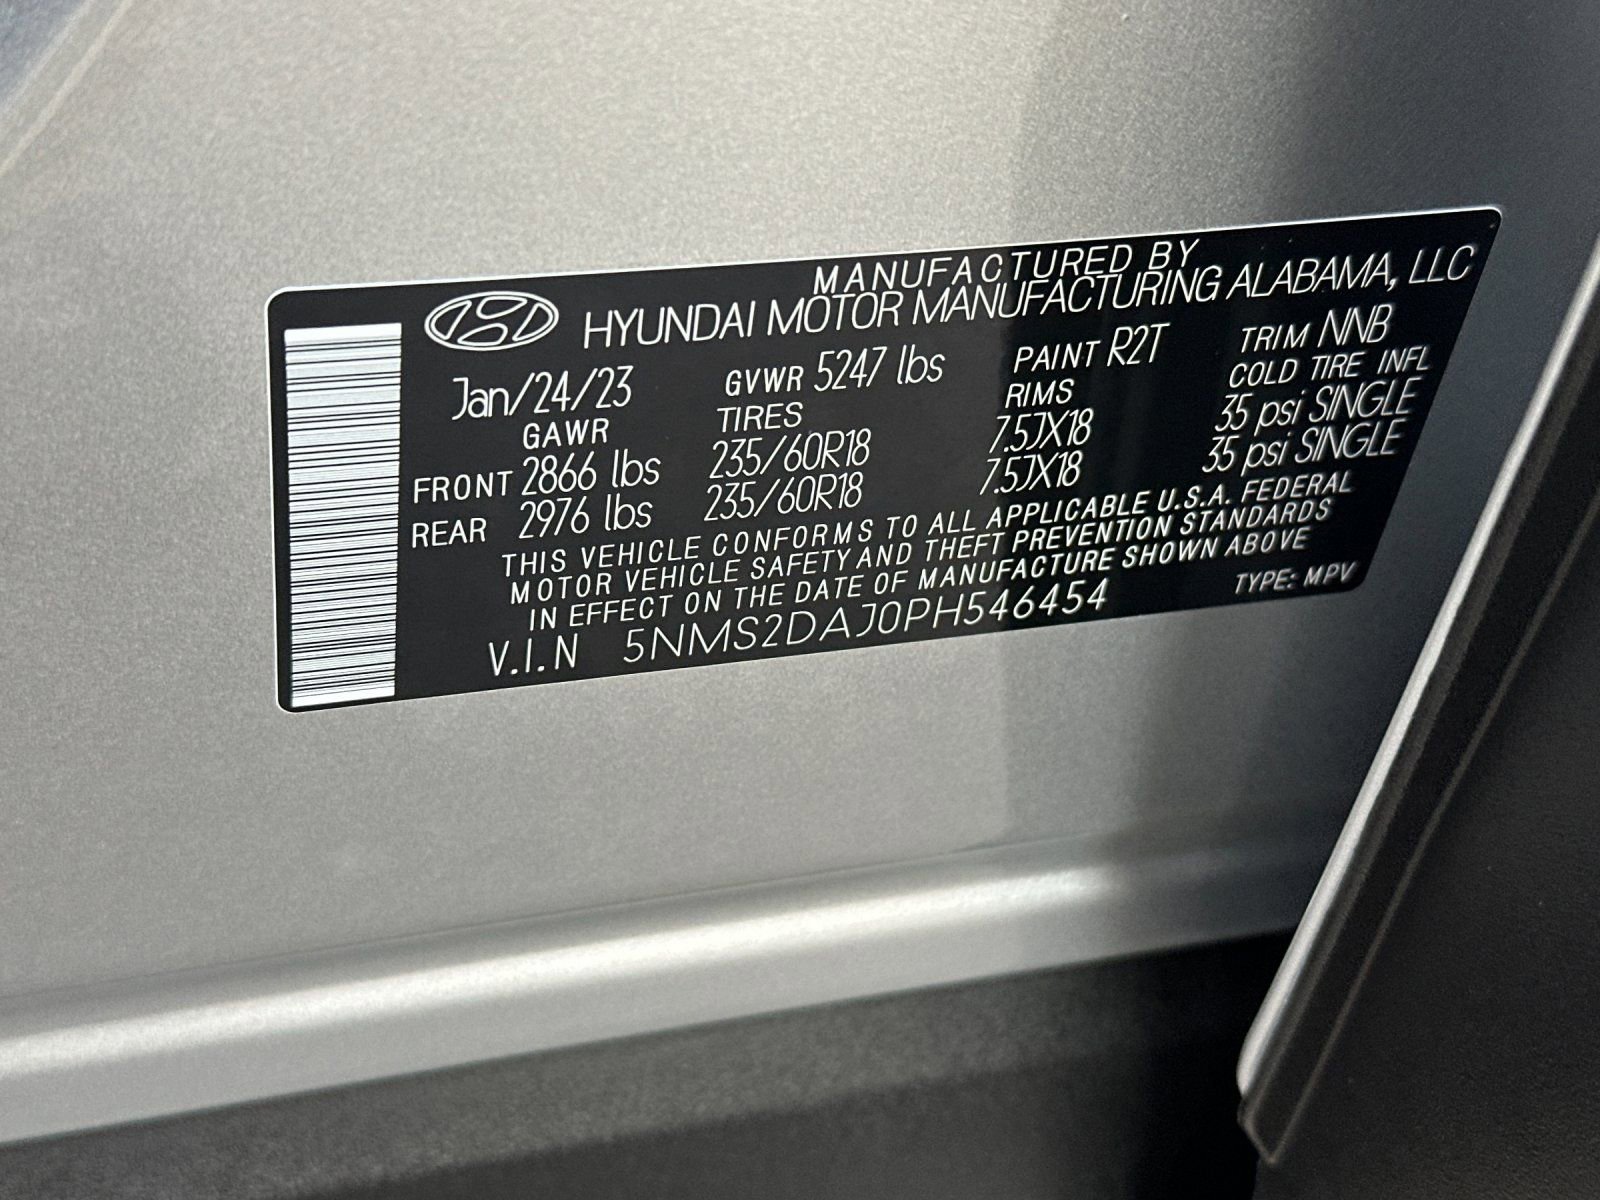 MANUFACTURED BY
HYUNDAI MOTOR MANUFACTURING ALABAMA, LLC
Jan/24/23 GVWR 5247 lbs PAINT R2T TRIM NNB
GAWR TIRES RIMS COLD TIRE INFL
FRONT 2866 lbs 235/60R18 7.5JX18 35 psi SINGLE
REAR 2976 lbs 235/60R18 7.5JX18 35 psi SINGLE
THIS VEHICLE CONFORMS TO ALL APPLICABLE U.S.A. FEDERAL
MOTOR VEHICLE SAFETY AND THEFT PREVENTION STANDARDS
IN EFFECT ON THE DATE OF MANUFACTURE SHOWN ABOVE
V.I.N 5NMS2DAJ0PH546454 TYPE: MPV